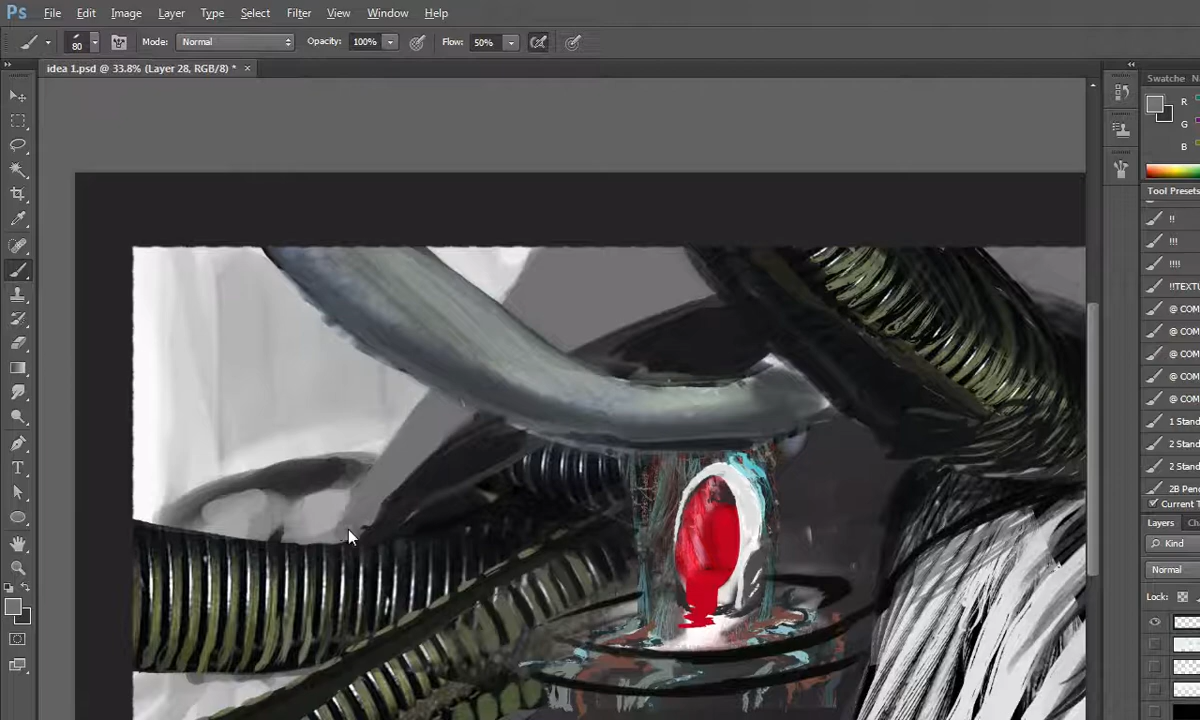 Ps File Edit Image Layer Type Select Filter View Window Help
80 Mode: Normal Opacity: 100% Flow: 50%
idea 1.psd @ 33.8% (Layer 28, RGB/8) * ×
Swatche
R
G
B
Tool Presets
!!
!!!
!!!!
!!TEXTU
@ COM
@ COM
@ COM
@ COM
@ COM
1 Stand
2 Stand
2 Stand
2B Penc
Current T
Layers Ch
Kind
Normal
Lock: